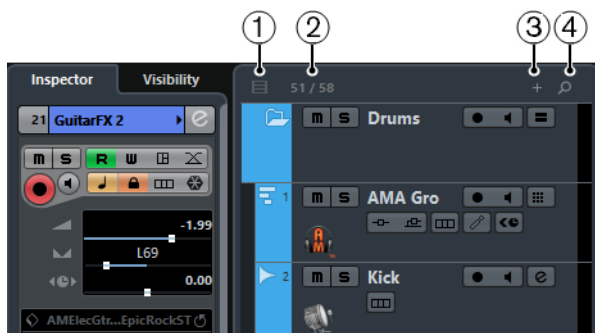 1 2 3 4
Inspector Visibility
51 / 58
21 GuitarFX 2 e
m S Drums
m S R W
1 m S AMA Gro
-1.99
L69
2 m S Kick e
0.00
AMElecGtr...EpicRockST